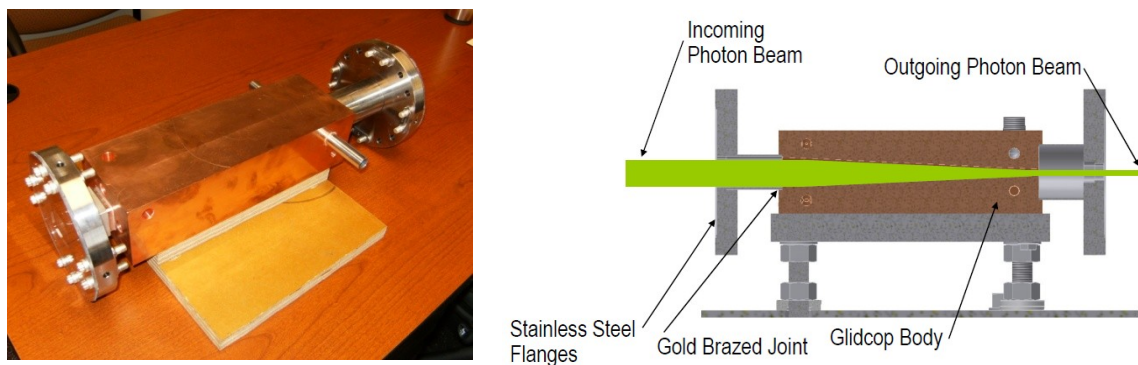 Incoming
Photon Beam
Outgoing Photon Beam
Stainless Steel
Flanges
Gold Brazed Joint
Glidcop Body